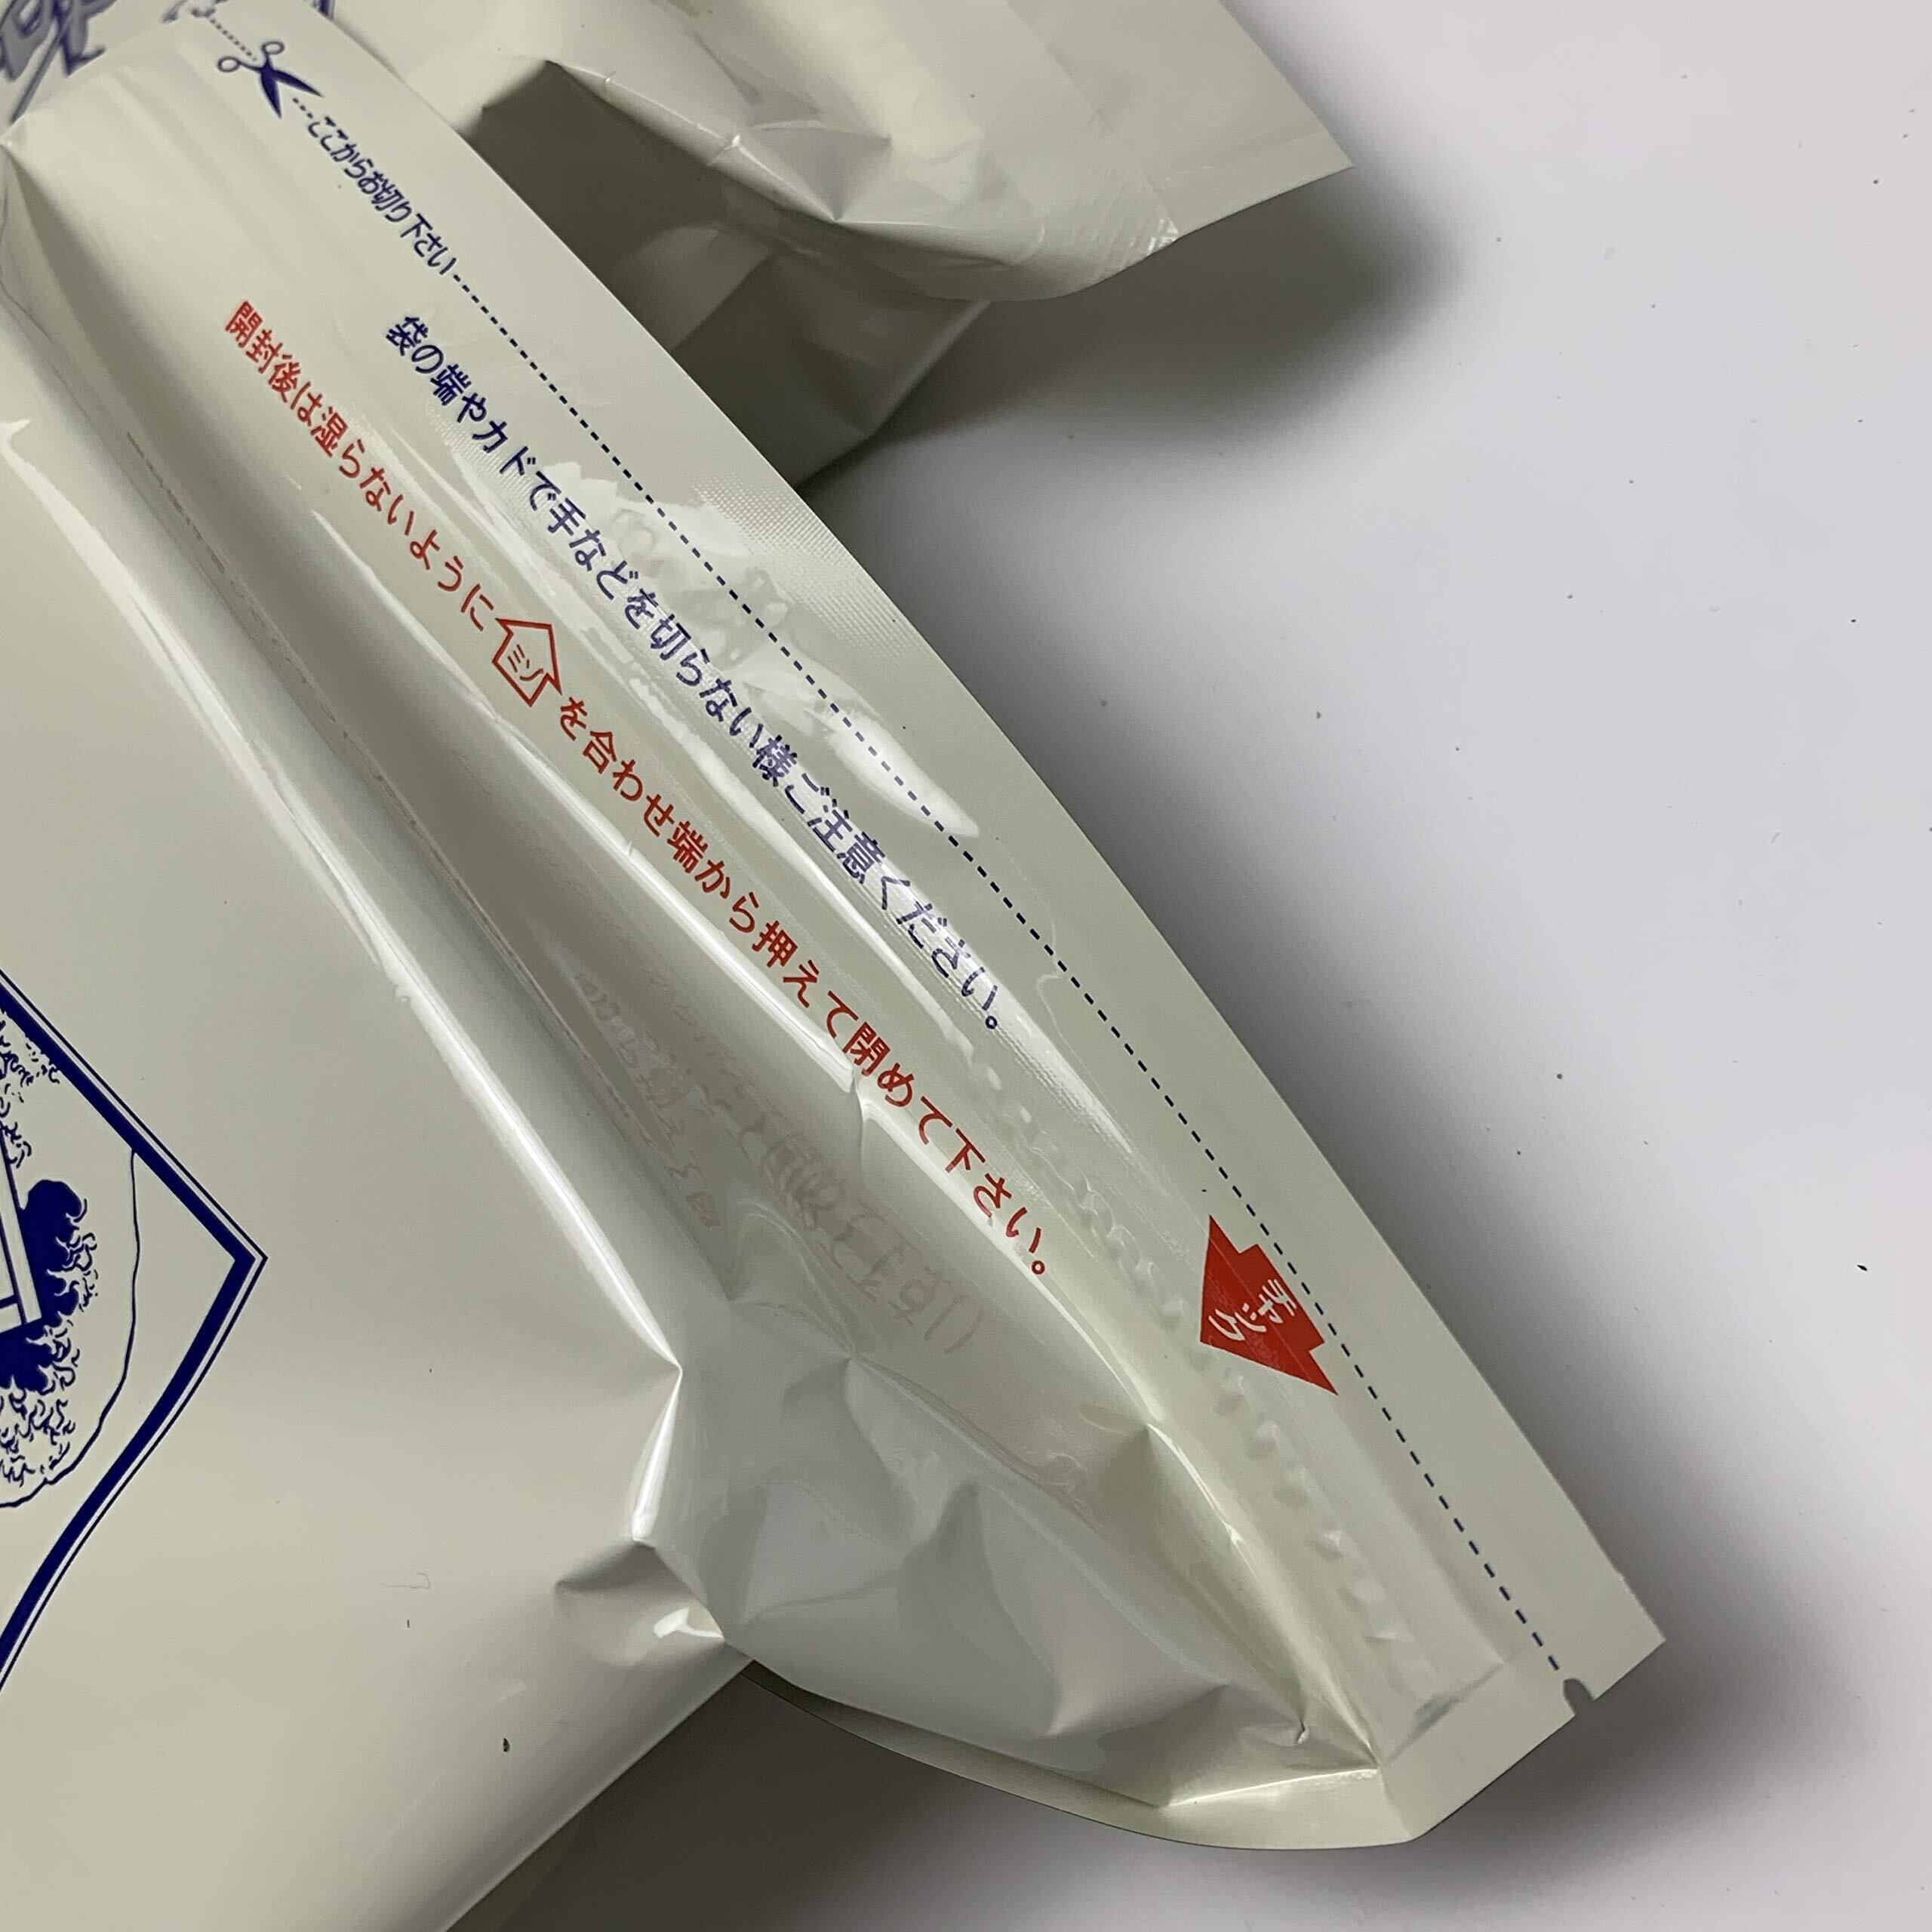 ここからお切り下さい
袋の端やカドで手などを切らない様ご注意ください。
開封後は湿らないようにミゾを合わせ端から押えて閉めて下さい。
チャック